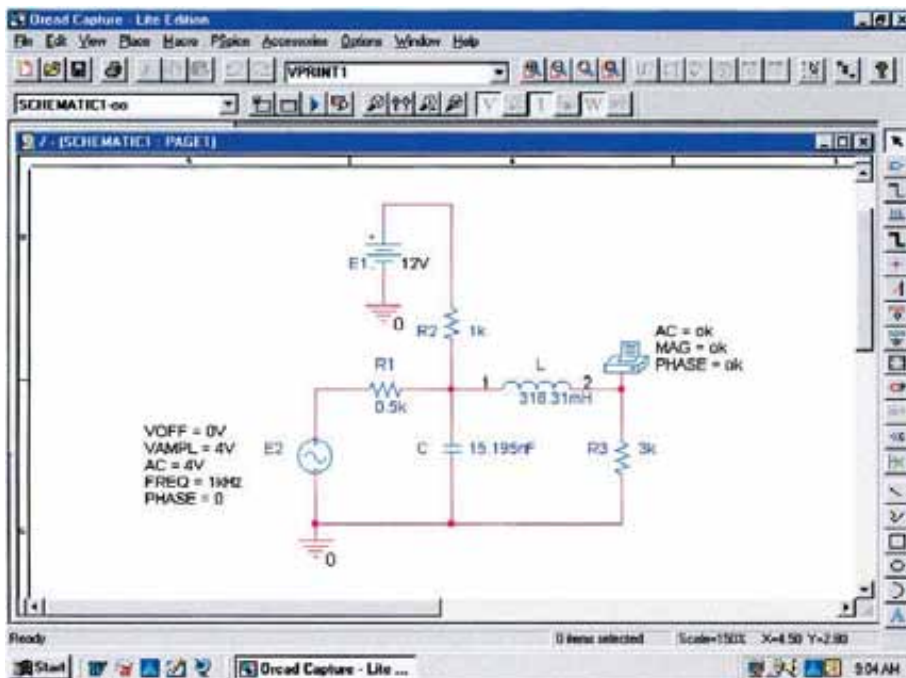 Orcad Capture - Lite Edition
File Edit View Place Macro PSpice Accessories Options Window Help
VPRINT1
SCHEMATIC1-oo
V I W
/ - (SCHEMATIC1 : PAGE1)
E1 12V
0
R2 1k
AC = ok
MAG = ok
PHASE = ok
R1
0.5k
1 L 2
318.31mH
VOFF = 0V
VAMPL = 4V
AC = 4V
FREQ = 1kHz
PHASE = 0
E2
C 15.195nF
R3 3k
0
Ready 0 items selected Scale=150% X=4.50 Y=2.80
Start Orcad Capture - Lite ... 9:04 AM